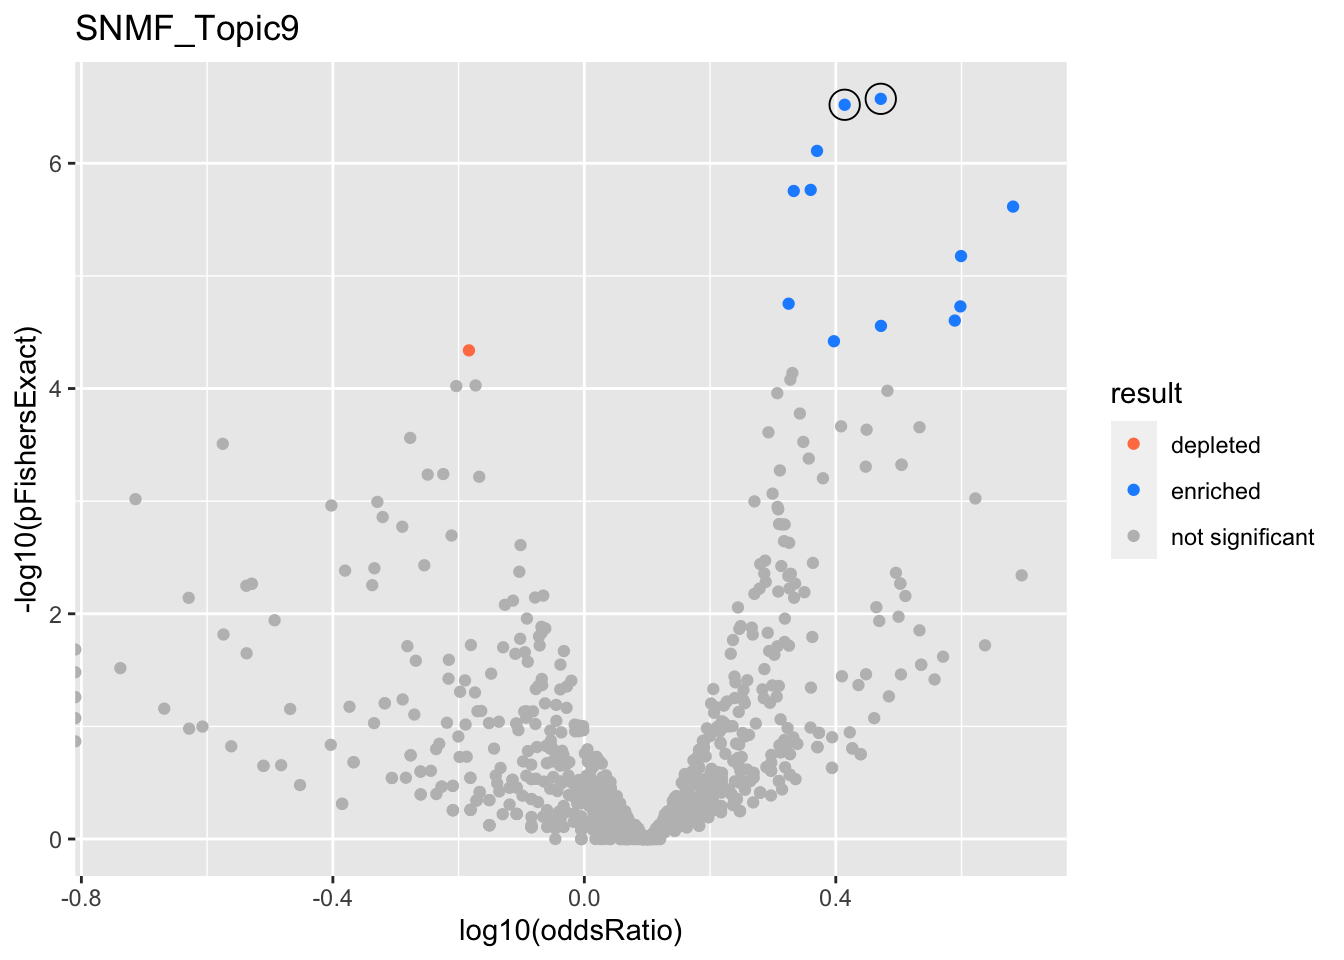 SNMF_Topic9
-log10(pFishersExact)
6
4
2
0
-0.8
-0.4
0.0
0.4
log10(oddsRatio)
result
depleted
enriched
not significant